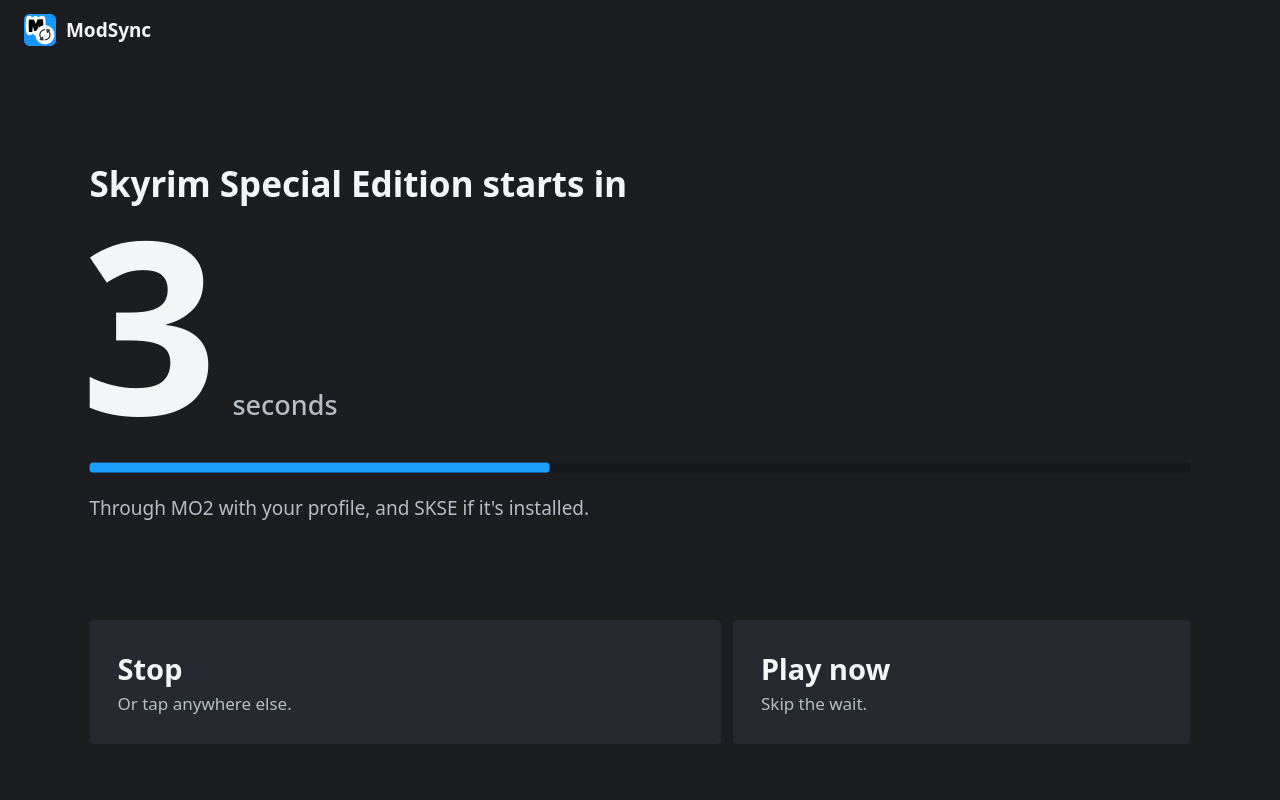 ModSync
Skyrim Special Edition starts in
3 seconds
Through MO2 with your profile, and SKSE if it's installed.
Stop
Or tap anywhere else.
Play now
Skip the wait.